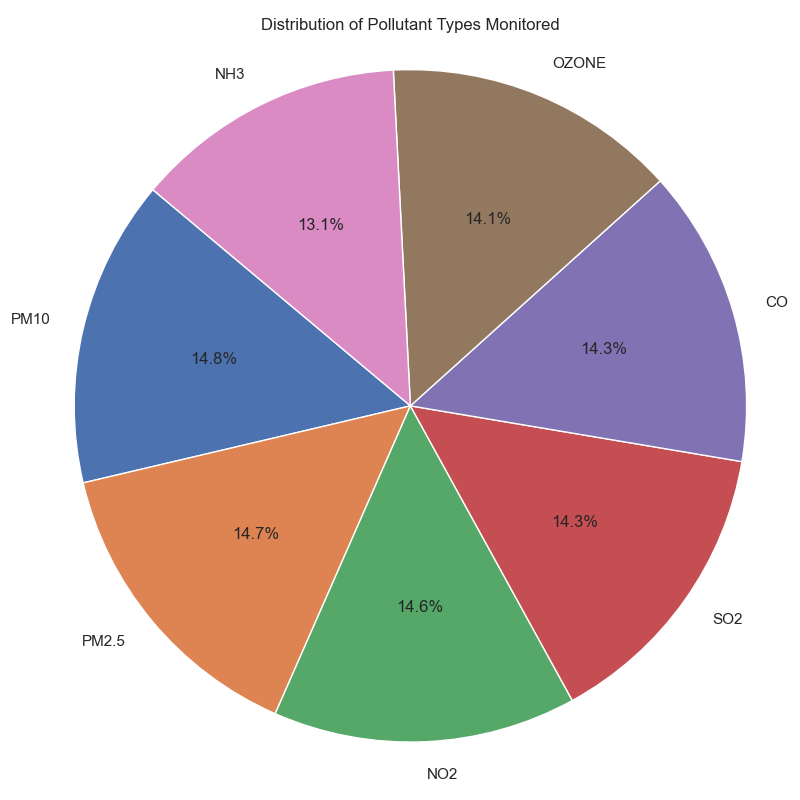 Distribution of Pollutant Types Monitored
OZONE
NH3
13.1%
14.1%
CO
PM10
14.3%
14.8%
14.7%
14.3%
14.6%
SO2
PM2.5
NO2